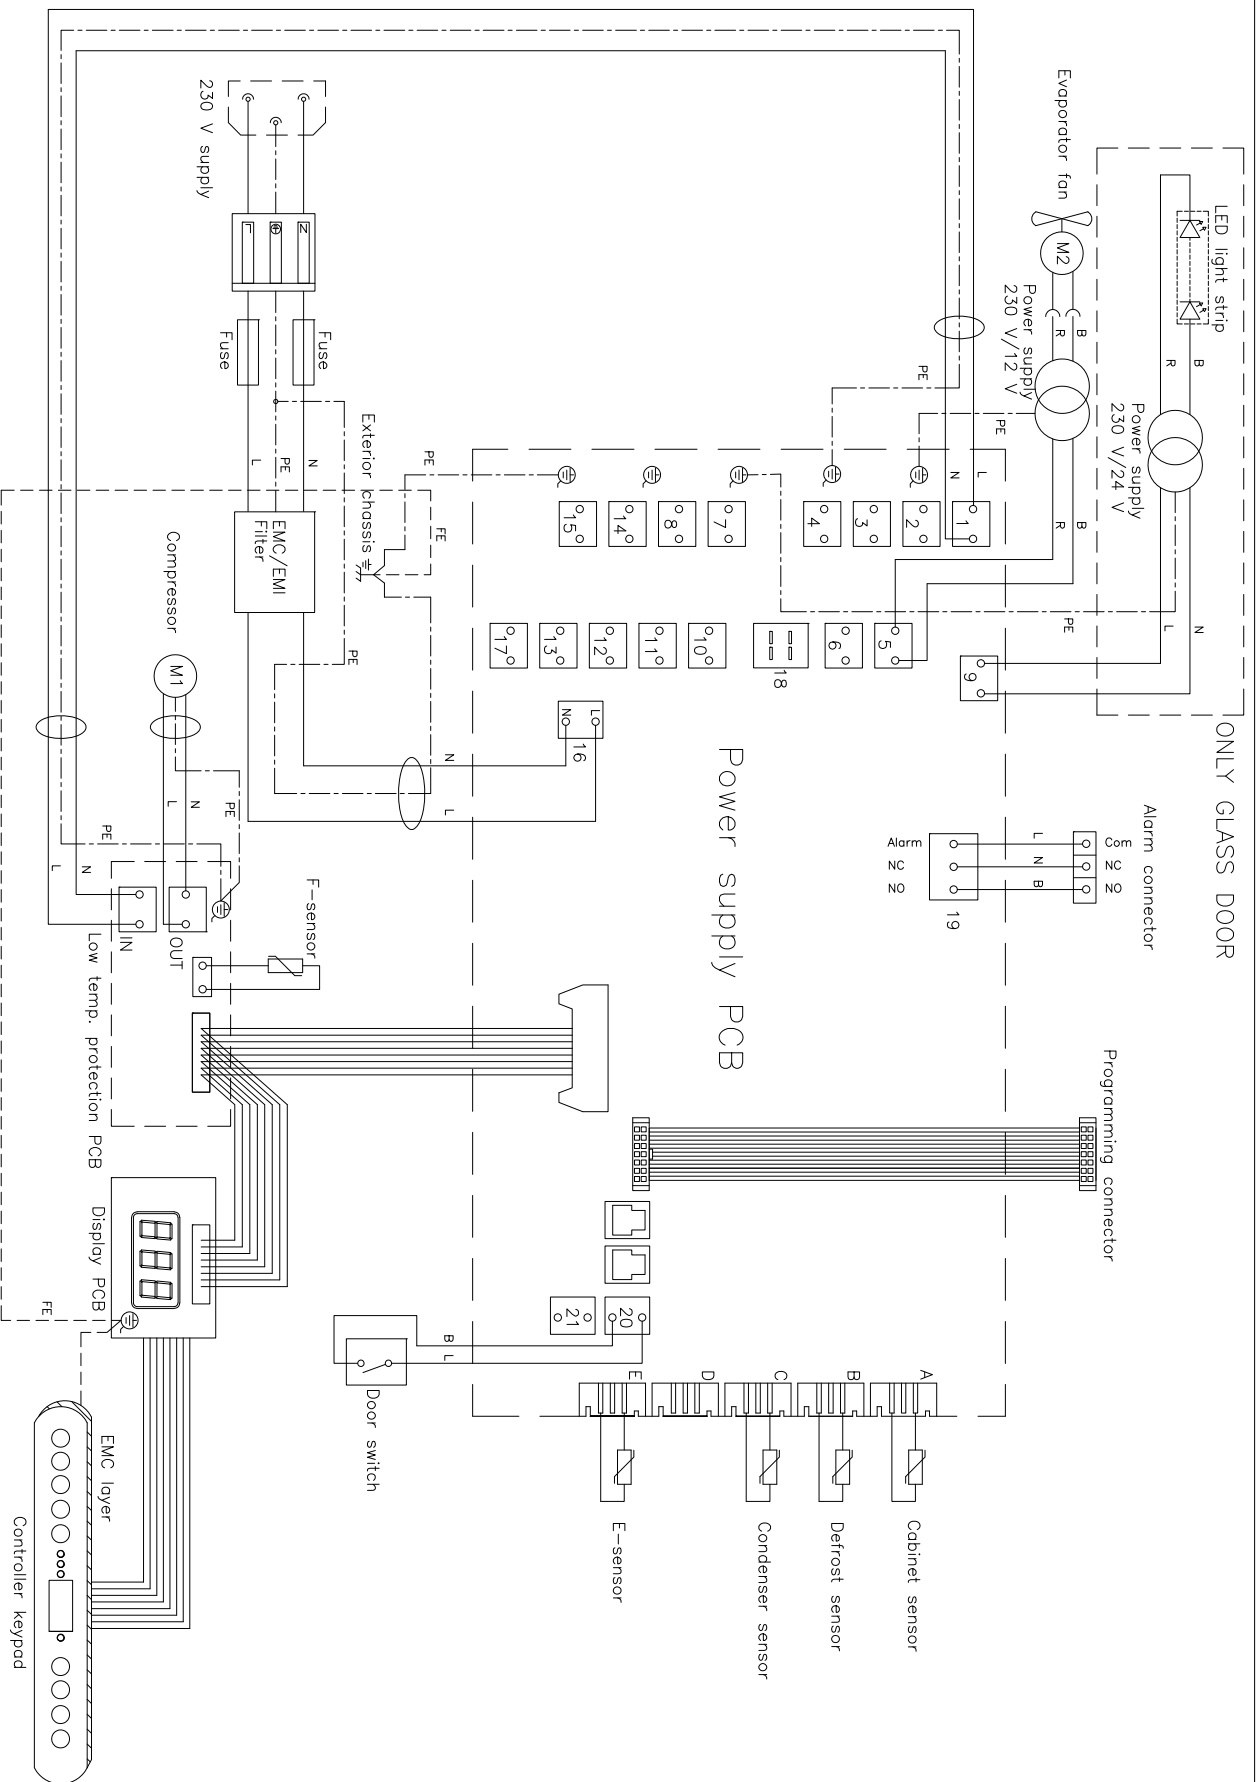 ONLY GLASS DOOR
LED light strip
B
R
Power supply
230 V/24 V
N
L
PE
Evaporator fan
M2
B
R
Power supply
230 V/12 V
PE
B
R
Alarm connector
Com
NC
NO
L
N
B
Alarm
NC
NO
19
Programming connector
Power supply PCB
L
N
PE
1
2
3
4
7
8
14
15
5
6
18
10
11
12
13
17
9
16
L
N
20
21
A
B
C
D
E
Cabinet sensor
Defrost sensor
Condenser sensor
E-sensor
Door switch
B
L
230 V supply
N
L
Fuse
Fuse
N
PE
L
EMC/EMI
Filter
Exterior chassis
PE
FE
PE
N
L
Compressor
M1
N
L
PE
PE
N
L
IN
OUT
F-sensor
Low temp. protection PCB
Display PCB
FE
EMC layer
Controller keypad